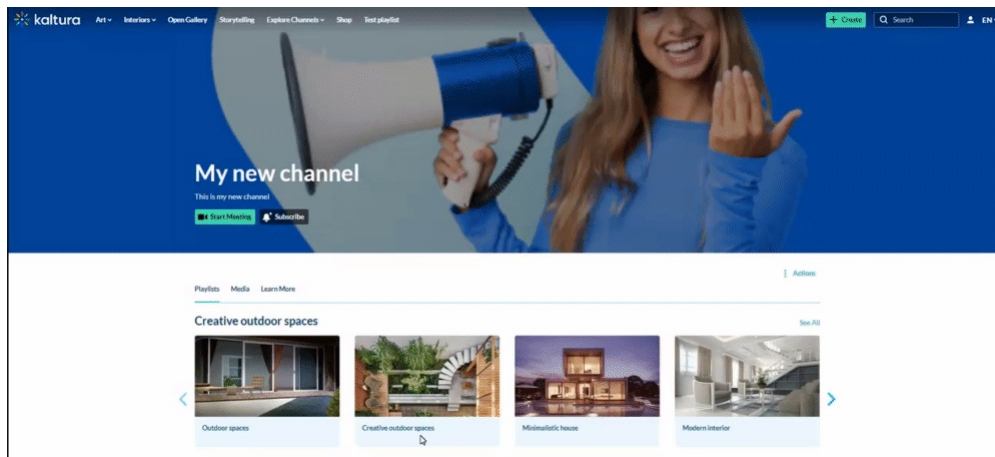 kaltura Art Interiors Open Gallery Storytelling Explore Channels Shop Test playlist + Create Search EN
My new channel
This is my new channel
Start Meeting Subscribe
Actions
Playlists Media Learn More
Creative outdoor spaces See All
Outdoor spaces Creative outdoor spaces Minimalistic house Modern interior